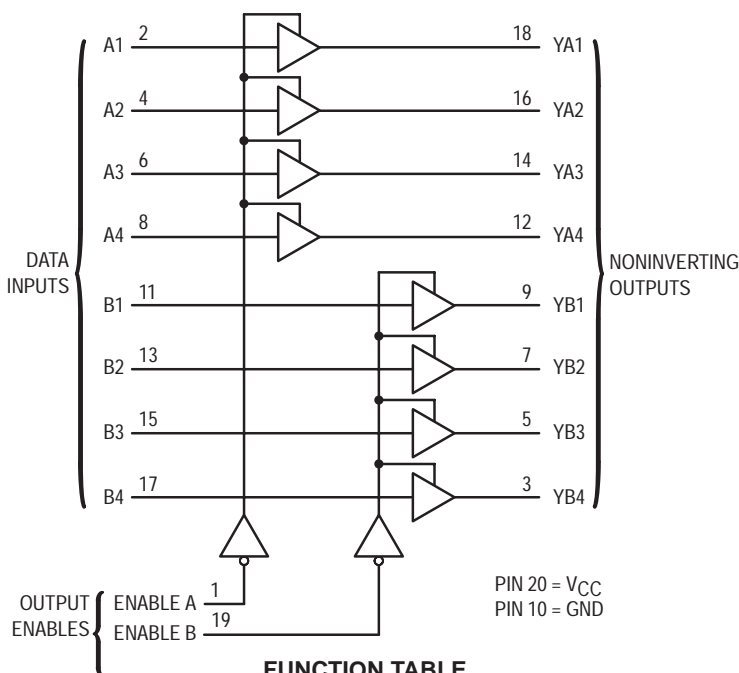 A1 2 18 YA1
A2 4 16 YA2
A3 6 14 YA3
A4 8 12 YA4
DATA
INPUTS
NONINVERTING
OUTPUTS
B1 11 9 YB1
B2 13 7 YB2
B3 15 5 YB3
B4 17 3 YB4
OUTPUT
ENABLES
ENABLE A 1
ENABLE B 19
PIN 20 = VCC
PIN 10 = GND
FUNCTION TABLE